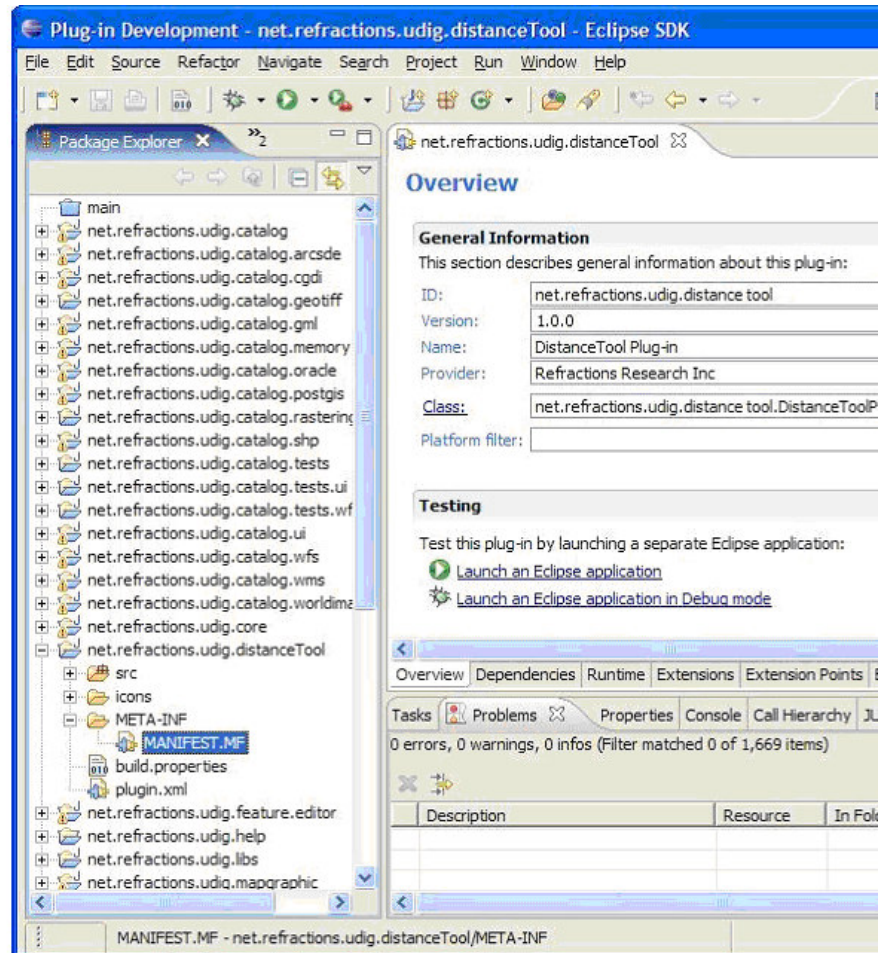 Plug-in Development - net.refractions.udig.distanceTool - Eclipse SDK
File Edit Source Refactor Navigate Search Project Run Window Help
Package Explorer
2
main
net.refractions.udig.catalog
net.refractions.udig.catalog.arcsde
net.refractions.udig.catalog.cgdi
net.refractions.udig.catalog.geotiff
net.refractions.udig.catalog.gml
net.refractions.udig.catalog.memory
net.refractions.udig.catalog.oracle
net.refractions.udig.catalog.postgis
net.refractions.udig.catalog.rastering
net.refractions.udig.catalog.shp
net.refractions.udig.catalog.tests
net.refractions.udig.catalog.tests.ui
net.refractions.udig.catalog.tests.wf
net.refractions.udig.catalog.ui
net.refractions.udig.catalog.wfs
net.refractions.udig.catalog.wms
net.refractions.udig.catalog.worldima
net.refractions.udig.core
net.refractions.udig.distanceTool
src
icons
META-INF
MANIFEST.MF
build.properties
plugin.xml
net.refractions.udig.feature.editor
net.refractions.udig.help
net.refractions.udig.libs
net.refractions.udig.mapgraphic
net.refractions.udig.distanceTool
Overview
General Information
This section describes general information about this plug-in:
ID: net.refractions.udig.distance tool
Version: 1.0.0
Name: DistanceTool Plug-in
Provider: Refractions Research Inc
Class: net.refractions.udig.distance tool.DistanceToolP
Platform filter:
Testing
Test this plug-in by launching a separate Eclipse application:
Launch an Eclipse application
Launch an Eclipse application in Debug mode
Overview Dependencies Runtime Extensions Extension Points
Tasks Problems Properties Console Call Hierarchy JU
0 errors, 0 warnings, 0 infos (Filter matched 0 of 1,669 items)
Description Resource In Fol
MANIFEST.MF - net.refractions.udig.distanceTool/META-INF